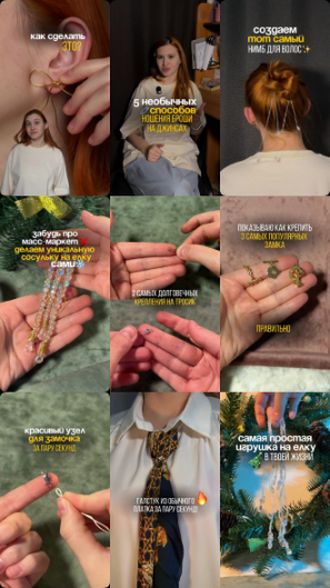 как сделать
ЭТО?
5 необычных
способов
НОШЕНИЯ БРОШИ
НА ДЖИНСАХ
создаем
тот самый
НИМБ ДЛЯ ВОЛОС✨
забудь про
масс-маркет
делаем уникальную
сосульку на елку
сами
3 САМЫХ ДОЛГОВЕЧНЫХ
КРЕПЛЕНИЯ НА ТРОСИК
ПОКАЗЫВАЮ КАК КРЕПИТЬ
3 САМЫХ ПОПУЛЯРНЫХ
ЗАМКА
ПРАВИЛЬНО
красивый узел
для замочка
ЗА ПАРУ СЕКУНД
ГАЛСТУК ИЗ ОБЫЧНОГО
ПЛАТКА ЗА ПАРУ СЕКУНД
🔥
самая простая
игрушка на елку
В ТВОЕЙ ЖИЗНИ